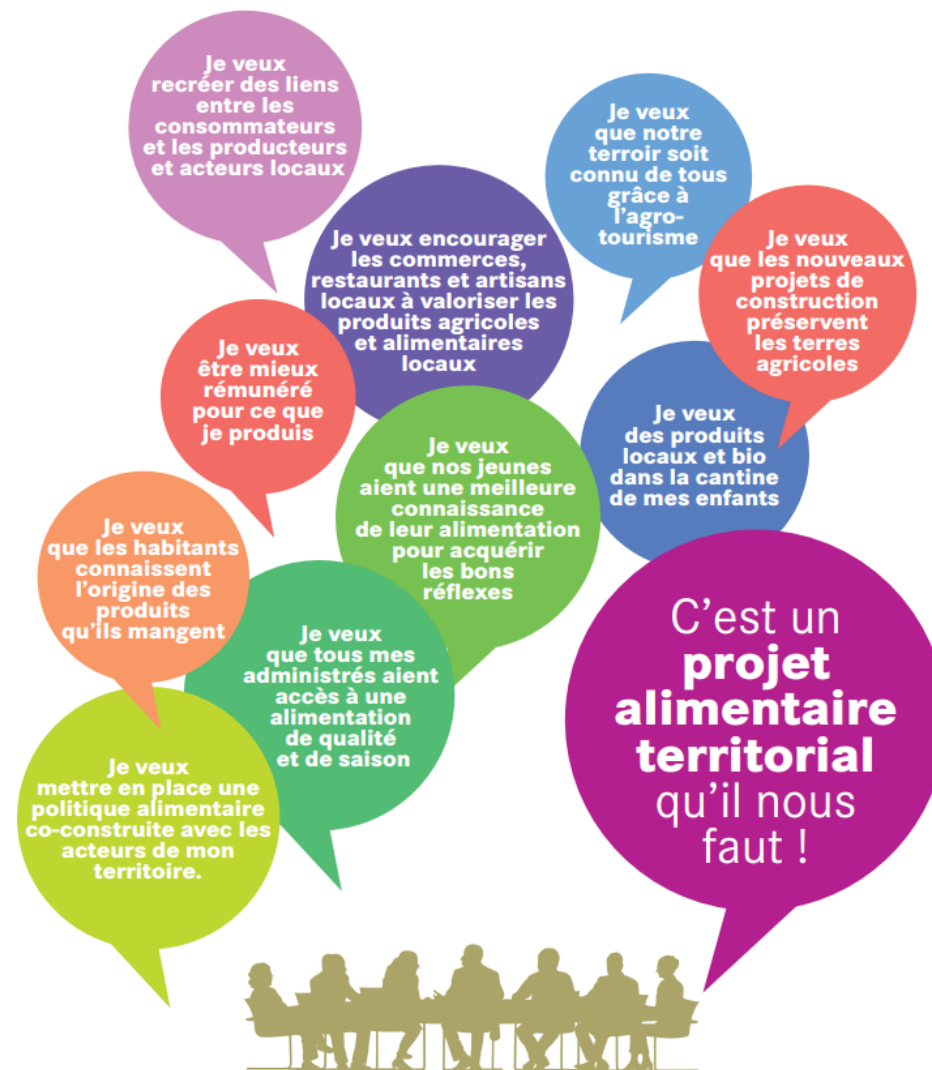 Je veux
recréer des liens
entre les
consommateurs
et les producteurs
et acteurs locaux
Je veux
que notre
terroir soit
connu de tous
grâce à
l'agro-
tourisme
Je veux encourager
les commerces,
restaurants et artisans
locaux à valoriser les
produits agricoles
et alimentaires
locaux
Je veux
que les nouveaux
projets de
construction
préservent
les terres
agricoles
Je veux
être mieux
rémunéré
pour ce que
je produis
Je veux
des produits
locaux et bio
dans la cantine
de mes enfants
Je veux
que nos jeunes
aient une meilleure
connaissance
de leur alimentation
pour acquérir
les bons
réflexes
Je veux
que les habitants
connaissent
l'origine des
produits
qu'ils mangent
Je veux
que tous mes
administrés aient
accès à une
alimentation
de qualité
et de saison
C'est un
projet
alimentaire
territorial
qu'il nous
faut !
Je veux
mettre en place une
politique alimentaire
co-construite avec les
acteurs de mon
territoire.